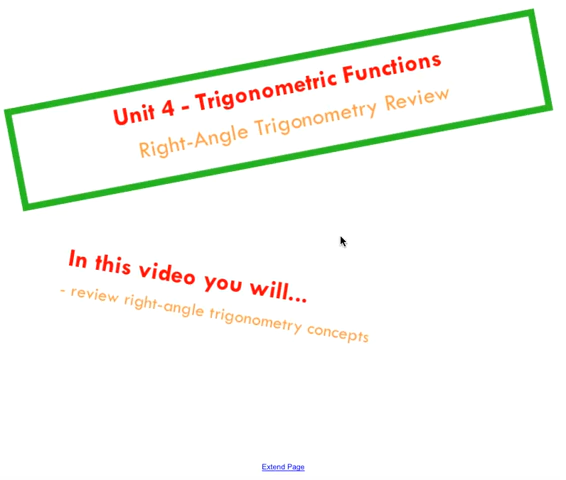 Unit 4 - Trigonometric Functions
Right-Angle Trigonometry Review
In this video you will...
- review right-angle trigonometry concepts
Extend Page